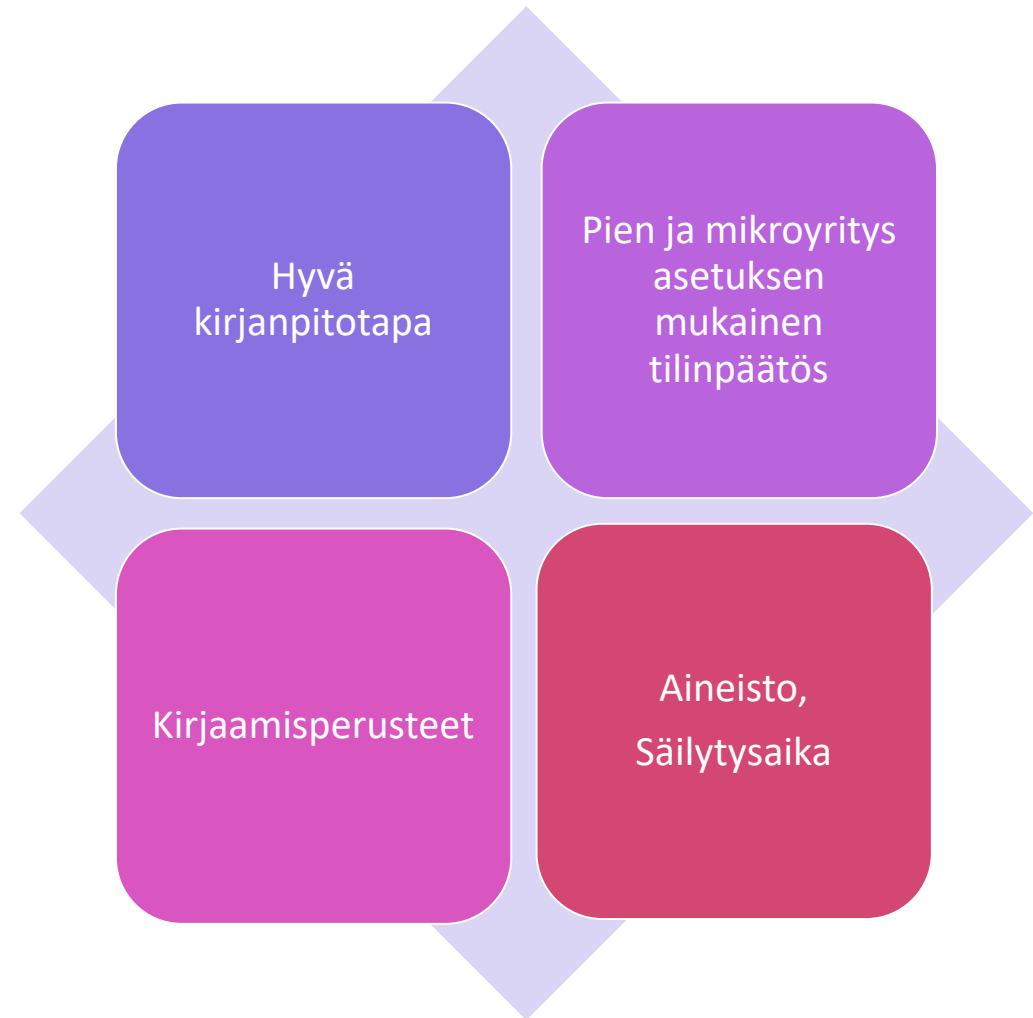 Hyvä
kirjanpitotapa
Pien ja mikroyritys
asetuksen
mukainen
tilinpäätös
Kirjaamisperusteet
Aineisto,
Säilytysaika